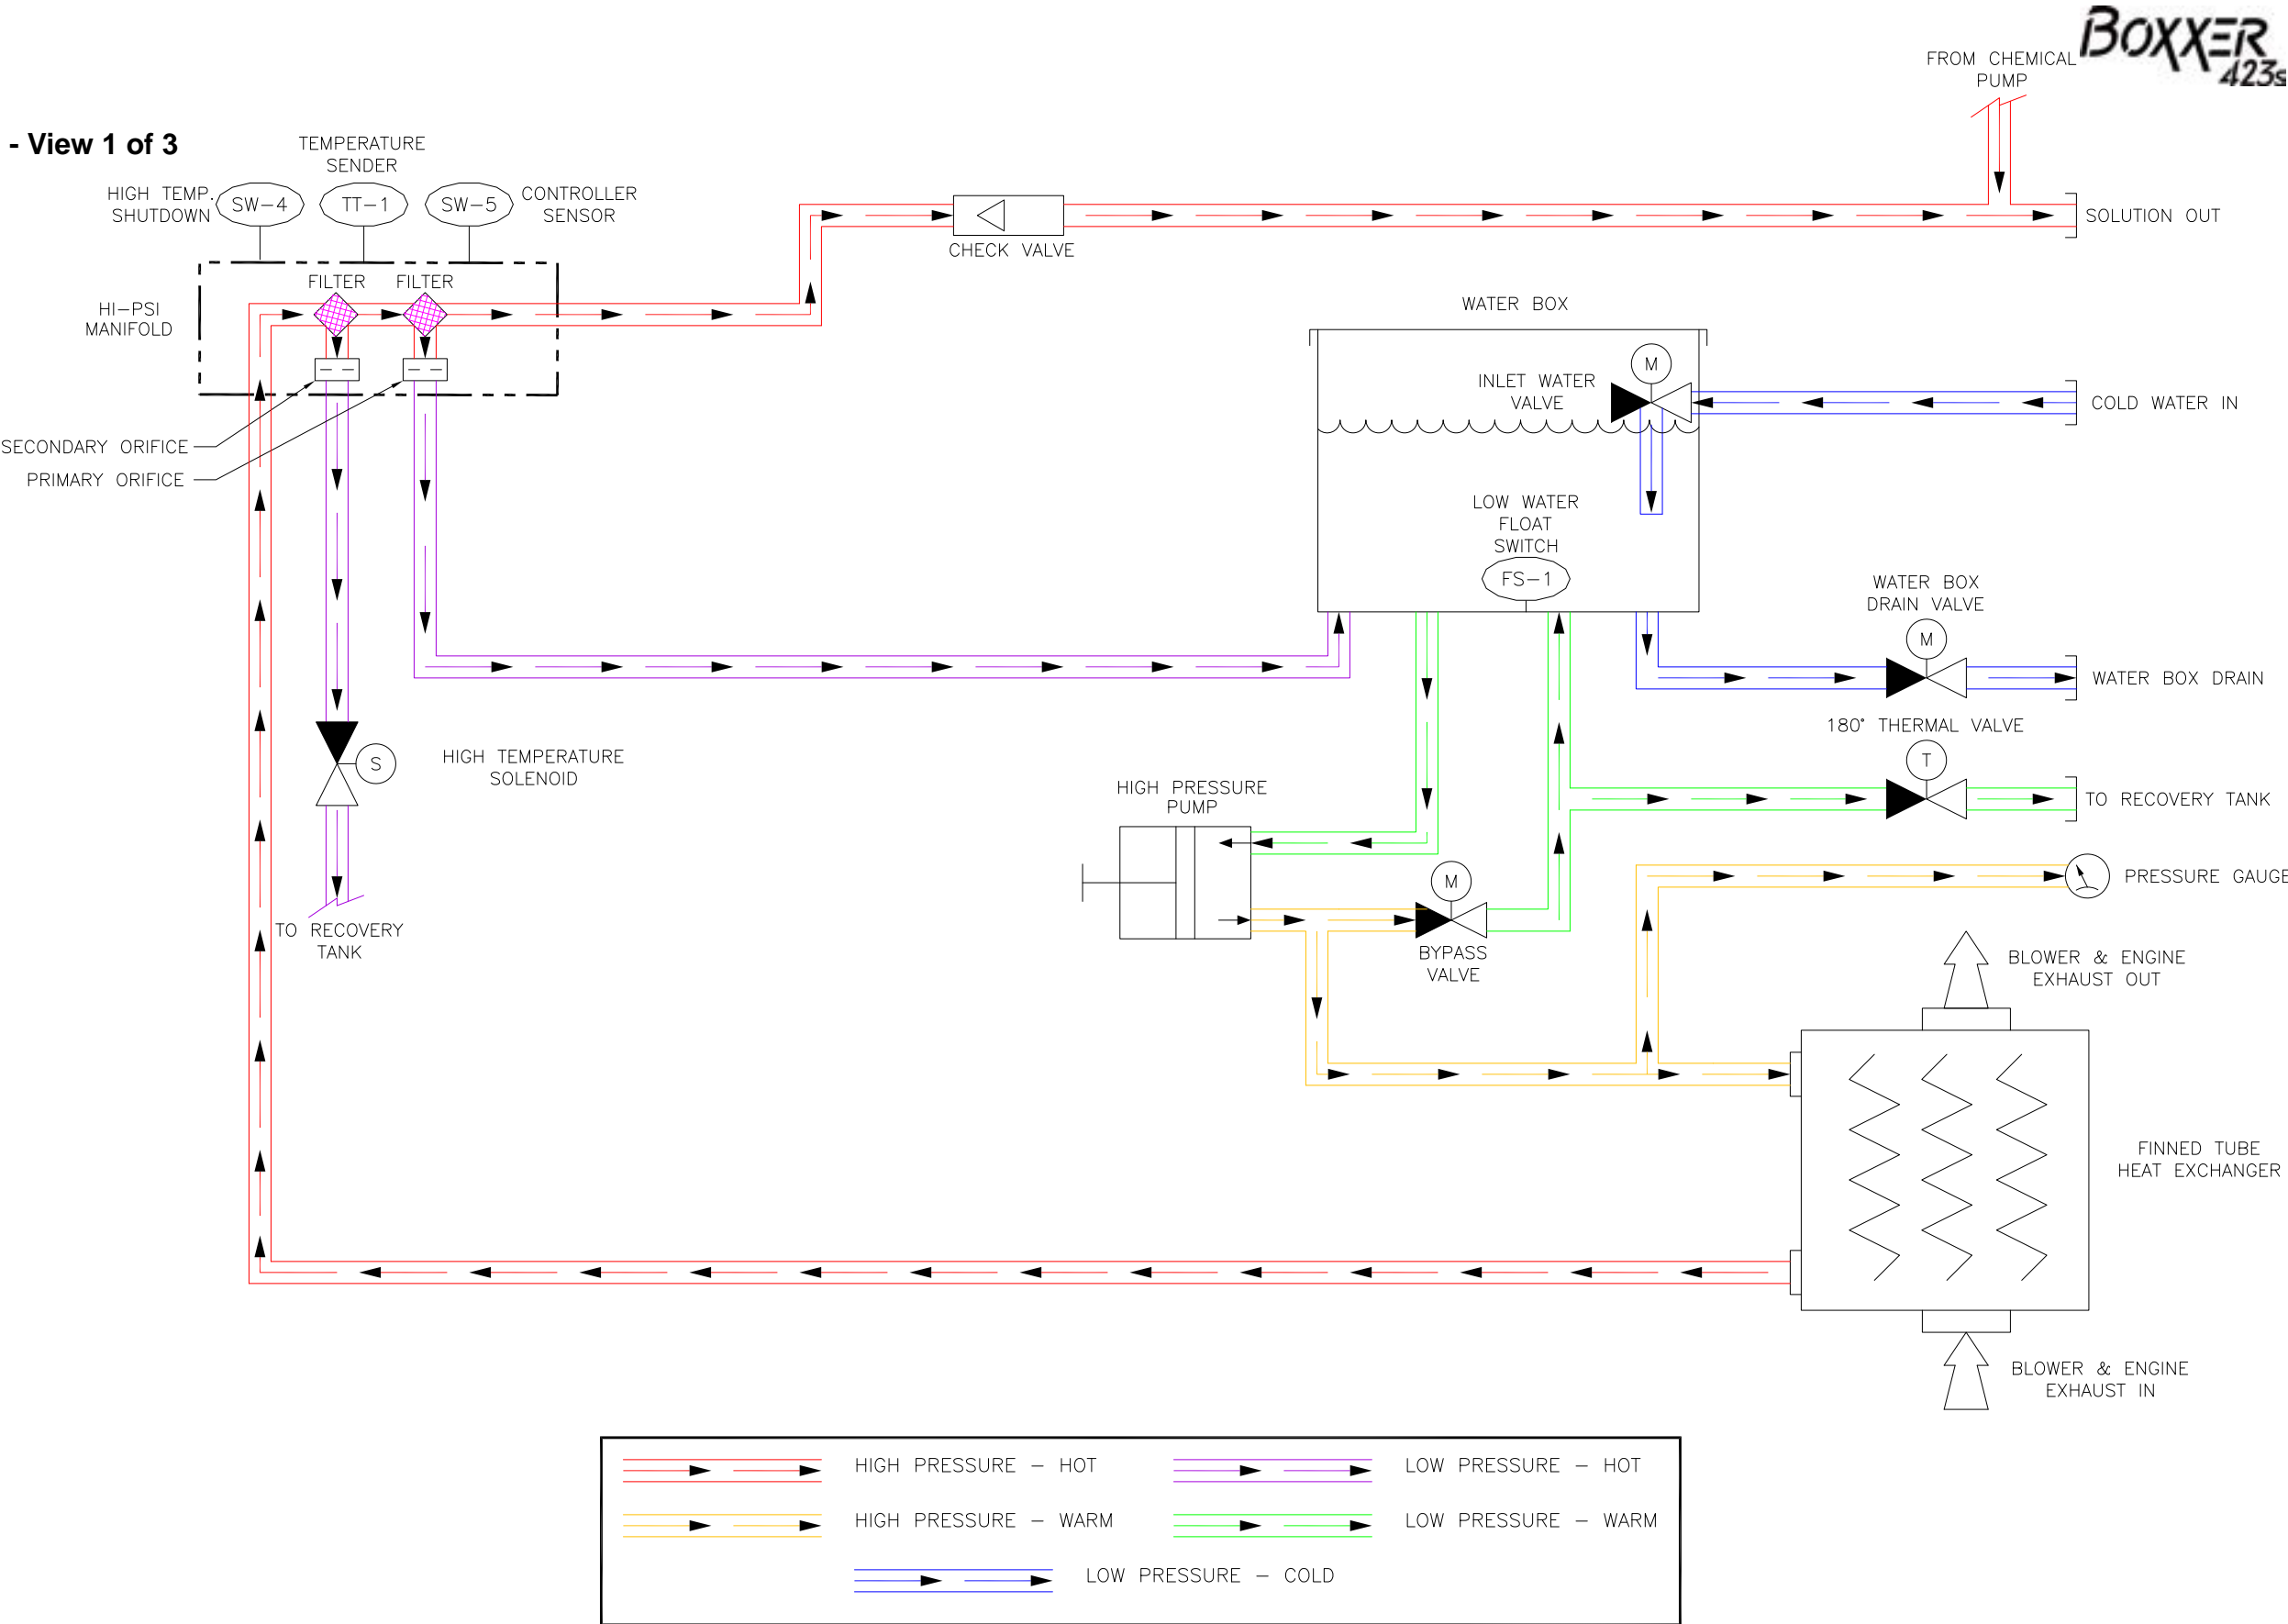 BOXXER
423s
FROM CHEMICAL
PUMP
- View 1 of 3
TEMPERATURE
SENDER
HIGH TEMP.
SHUTDOWN
SW-4
TT-1
SW-5
CONTROLLER
SENSOR
SOLUTION OUT
CHECK VALVE
FILTER
FILTER
HI-PSI
MANIFOLD
WATER BOX
M
INLET WATER
VALVE
COLD WATER IN
SECONDARY ORIFICE
PRIMARY ORIFICE
LOW WATER
FLOAT
SWITCH
FS-1
WATER BOX
DRAIN VALVE
M
WATER BOX DRAIN
180° THERMAL VALVE
T
TO RECOVERY TANK
S
HIGH TEMPERATURE
SOLENOID
HIGH PRESSURE
PUMP
M
BYPASS
VALVE
PRESSURE GAUGE
TO RECOVERY
TANK
BLOWER & ENGINE
EXHAUST OUT
FINNED TUBE
HEAT EXCHANGER
BLOWER & ENGINE
EXHAUST IN
HIGH PRESSURE - HOT
LOW PRESSURE - HOT
HIGH PRESSURE - WARM
LOW PRESSURE - WARM
LOW PRESSURE - COLD